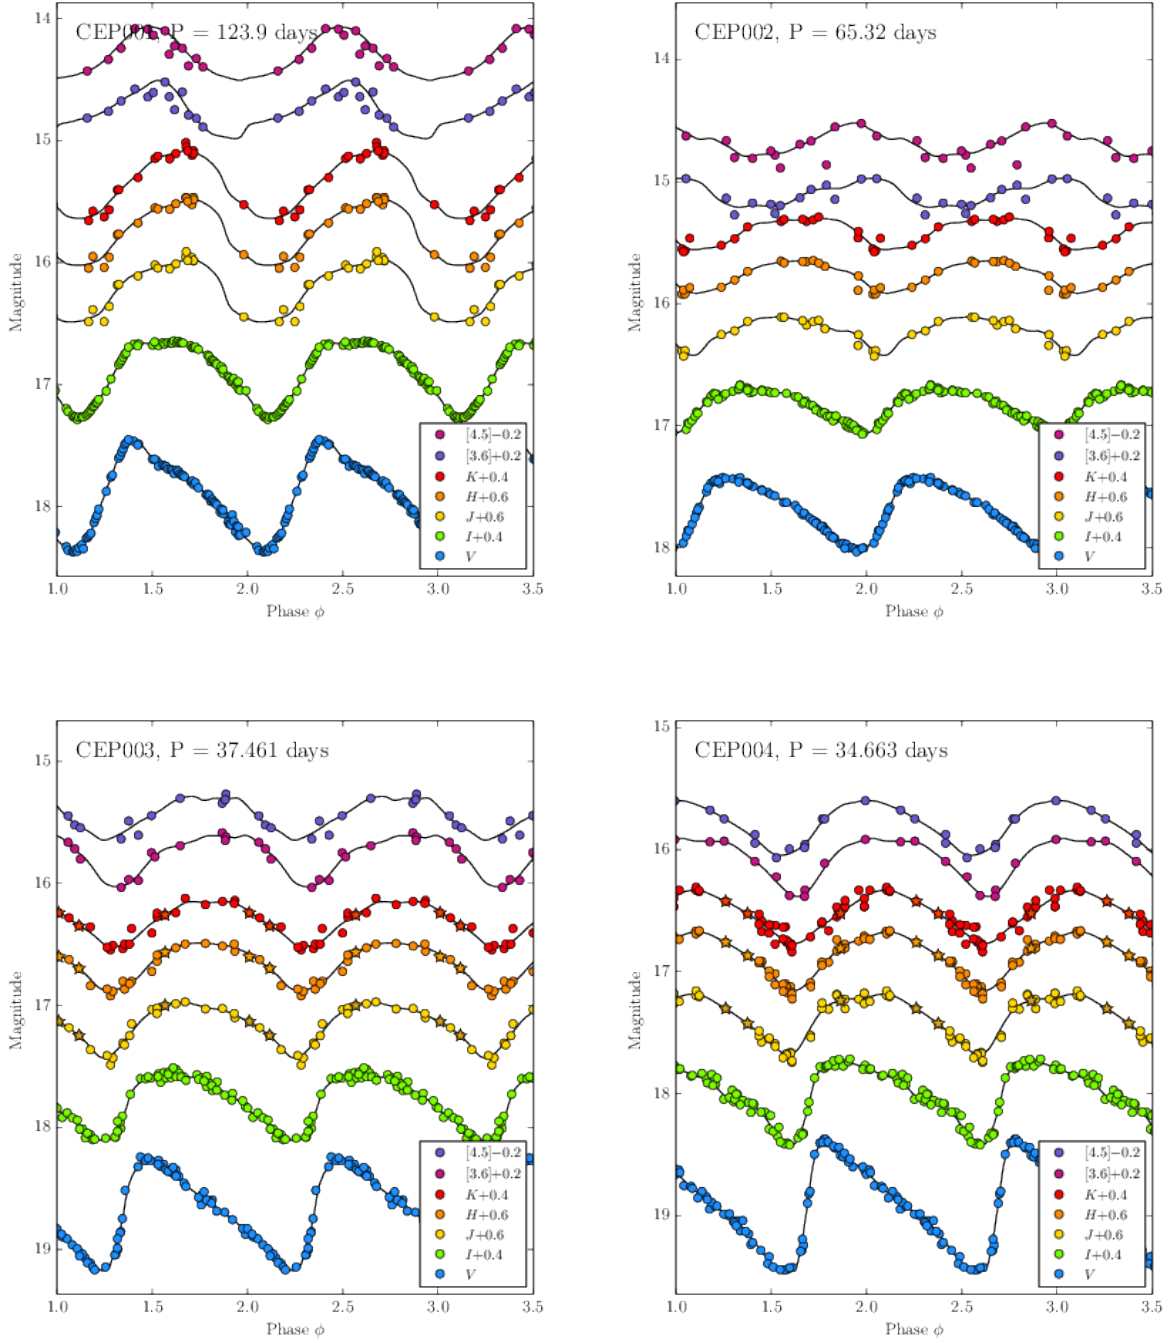 CEP001, P = 123.9 days
14
15
16
17
18
Magnitude
[4.5]−0.2
[3.6]+0.2
K+0.4
H+0.6
J+0.6
I+0.4
V
1.0 1.5 2.0 2.5 3.0 3.5
Phase ϕ
CEP002, P = 65.32 days
14
15
16
17
18
Magnitude
[4.5]−0.2
[3.6]+0.2
K+0.4
H+0.6
J+0.6
I+0.4
V
1.0 1.5 2.0 2.5 3.0 3.5
Phase ϕ
CEP003, P = 37.461 days
15
16
17
18
19
Magnitude
[4.5]−0.2
[3.6]+0.2
K+0.4
H+0.6
J+0.6
I+0.4
V
1.0 1.5 2.0 2.5 3.0 3.5
Phase ϕ
CEP004, P = 34.663 days
15
16
17
18
19
Magnitude
[4.5]−0.2
[3.6]+0.2
K+0.4
H+0.6
J+0.6
I+0.4
V
1.0 1.5 2.0 2.5 3.0 3.5
Phase ϕ